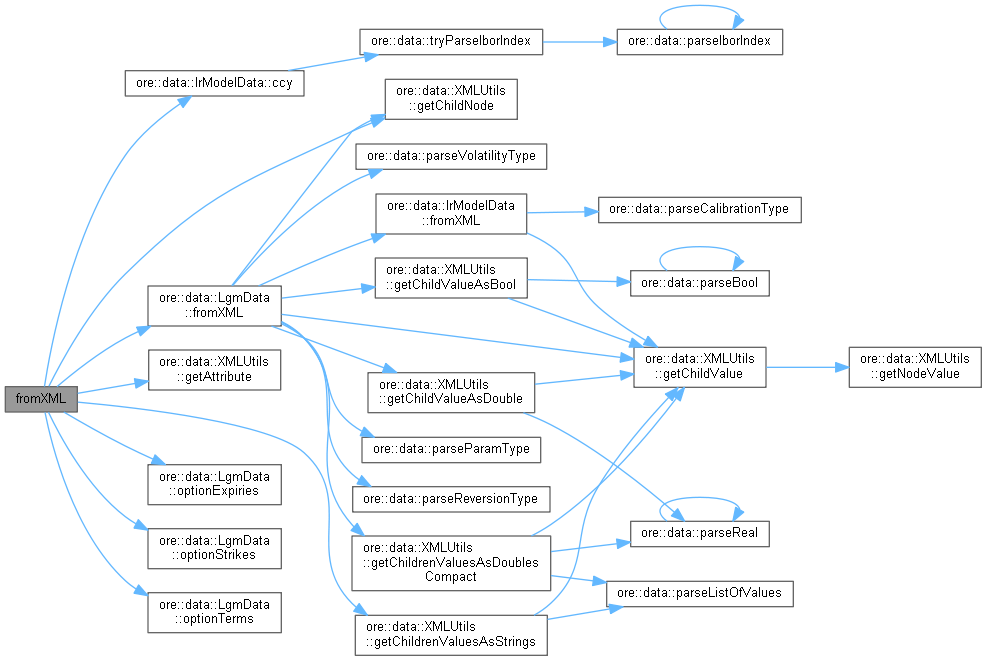 fromXML
ore::data::IrModelData::ccy
ore::data::tryParseIborIndex
ore::data::parseIborIndex
ore::data::XMLUtils
::getChildNode
ore::data::parseVolatilityType
ore::data::IrModelData
::fromXML
ore::data::parseCalibrationType
ore::data::XMLUtils
::getChildValueAsBool
ore::data::parseBool
ore::data::LgmData
::fromXML
ore::data::XMLUtils
::getAttribute
ore::data::XMLUtils
::getChildValue
ore::data::XMLUtils
::getNodeValue
ore::data::XMLUtils
::getChildValueAsDouble
ore::data::parseParamType
ore::data::LgmData
::optionExpiries
ore::data::parseReversionType
ore::data::LgmData
::optionStrikes
ore::data::XMLUtils
::getChildrenValuesAsDoubles
Compact
ore::data::parseReal
ore::data::parseListOfValues
ore::data::LgmData
::optionTerms
ore::data::XMLUtils
::getChildrenValuesAsStrings